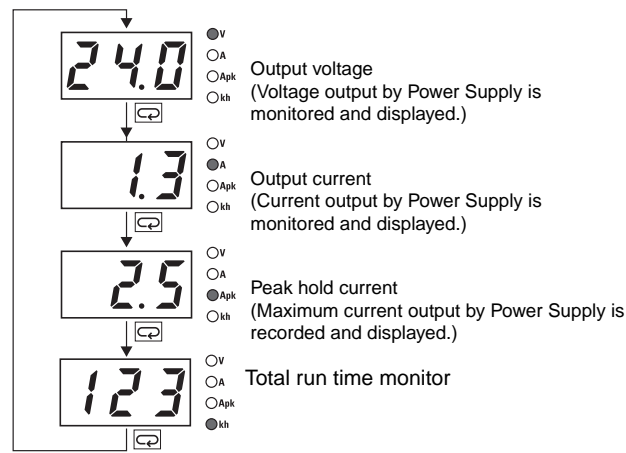 24.0
V
A
Apk
kh
Output voltage
(Voltage output by Power Supply is
monitored and displayed.)
1.3
V
A
Apk
kh
Output current
(Current output by Power Supply is
monitored and displayed.)
2.5
V
A
Apk
kh
Peak hold current
(Maximum current output by Power Supply is
recorded and displayed.)
123
V
A
Apk
kh
Total run time monitor